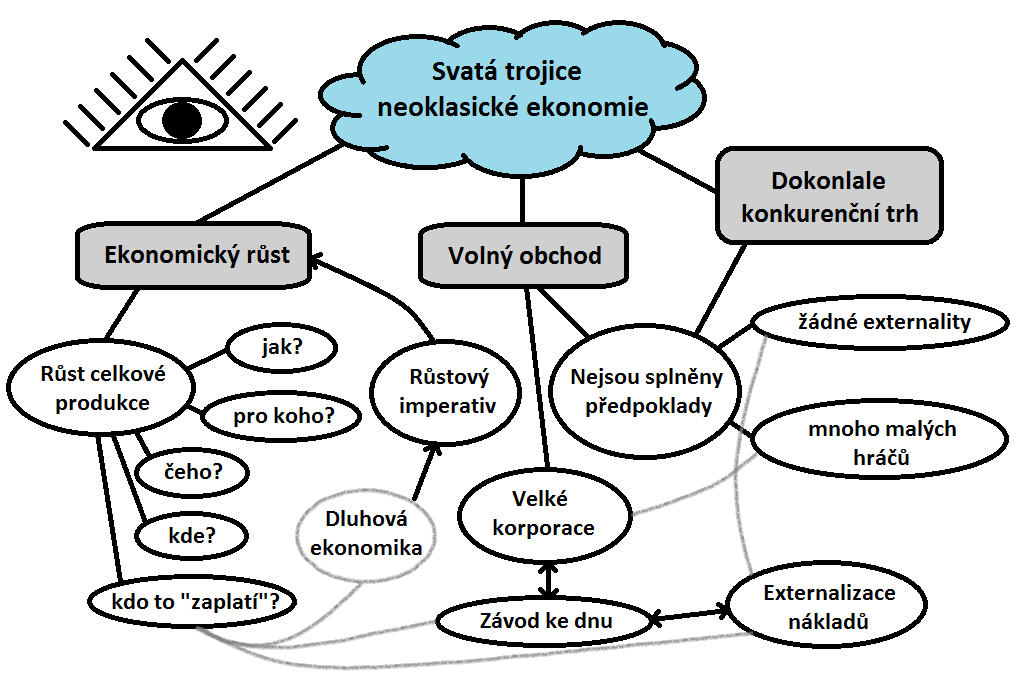 Svatá trojice
neoklasické ekonomie
Dokonlale
konkurenční trh
Ekonomický růst
Volný obchod
žádné externality
jak?
Růst celkové
produkce
Růstový
imperativ
Nejsou splněny
předpoklady
pro koho?
mnoho malých
hráčů
čeho?
Velké
korporace
Dluhová
ekonomika
kde?
kdo to "zaplatí"?
Závod ke dnu
Externalizace
nákladů